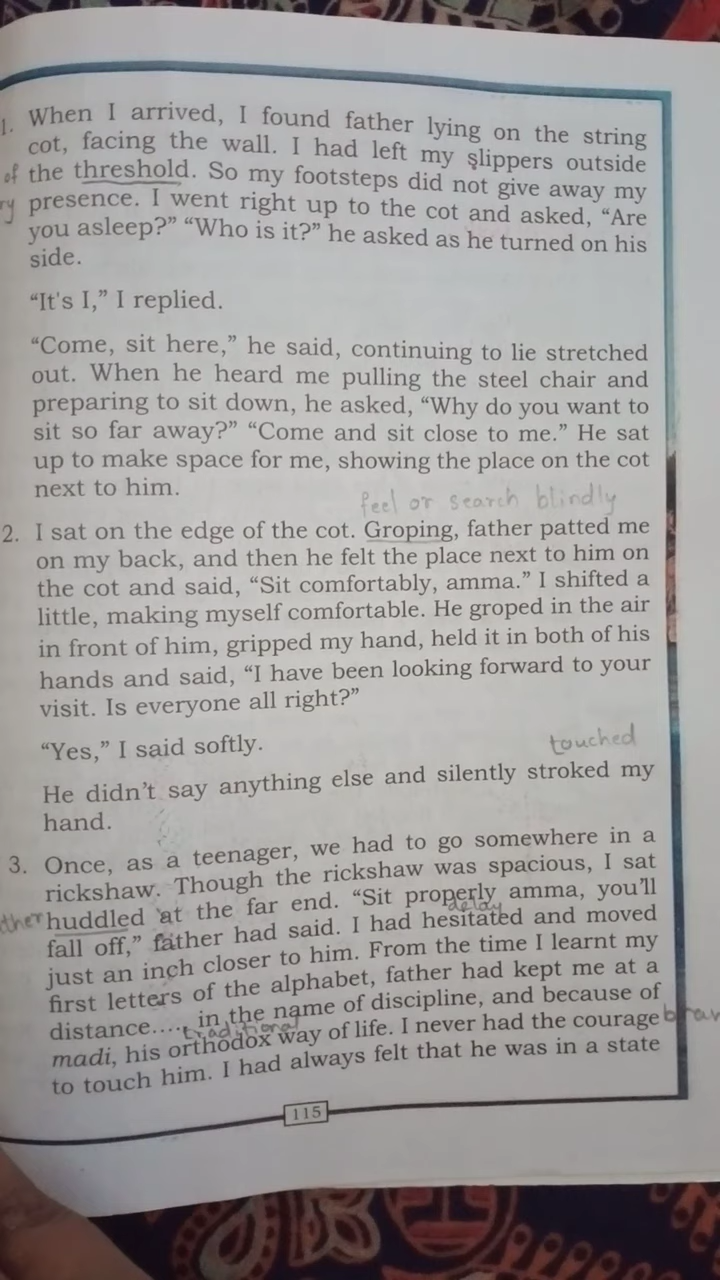 1. When I arrived, I found father lying on the string
cot, facing the wall. I had left my slippers outside
of the threshold. So my footsteps did not give away my
presence. I went right up to the cot and asked, “Are
you asleep?” “Who is it?” he asked as he turned on his
side.
“It's I,” I replied.
“Come, sit here,” he said, continuing to lie stretched
out. When he heard me pulling the steel chair and
preparing to sit down, he asked, “Why do you want to
sit so far away?” “Come and sit close to me.” He sat
up to make space for me, showing the place on the cot
next to him.
feel or search blindly
2. I sat on the edge of the cot. Groping, father patted me
on my back, and then he felt the place next to him on
the cot and said, “Sit comfortably, amma.” I shifted a
little, making myself comfortable. He groped in the air
in front of him, gripped my hand, held it in both of his
hands and said, “I have been looking forward to your
visit. Is everyone all right?”
“Yes,” I said softly.
touched
He didn’t say anything else and silently stroked my
hand.
3. Once, as a teenager, we had to go somewhere in a
rickshaw. Though the rickshaw was spacious, I sat
huddled at the far end. “Sit properly amma, you’ll
delay
fall off,” father had said. I had hesitated and moved
just an inch closer to him. From the time I learnt my
first letters of the alphabet, father had kept me at a
distance.... in the name of discipline, and because of
traditional
madi, his orthodox way of life. I never had the courage
to touch him. I had always felt that he was in a state
115